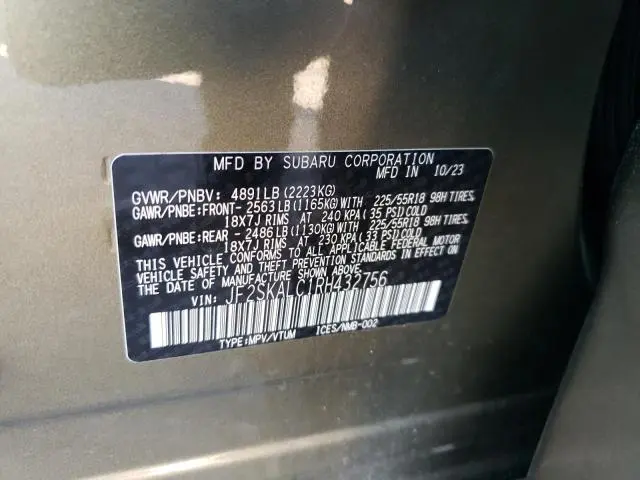 MFD BY SUBARU CORPORATION
MFD IN 10/23
GVWR/PNBV: 4891LB (2223KG)
GAWR/PNBE:FRONT- 2563LB(1165KG)WITH 225/55R18 98H TIRES,
18X7J RIMS AT 240 KPA(35 PSI)COLD
GAWR/PNBE:REAR - 2486LB(1130KG)WITH 225/55R18 98H TIRES,
18X7J RIMS AT 230 KPA(33 PSI)COLD
THIS VEHICLE CONFORMS TO ALL APPLICABLE FEDERAL MOTOR
VEHICLE SAFETY AND THEFT PREVENTION STANDARDS IN EFFECT ON
THE DATE OF MANUFACTURE SHOWN ABOVE.
VIN: JF2SKALC1RH432756
TYPE:MPV/VTUM ICES/NMB-002